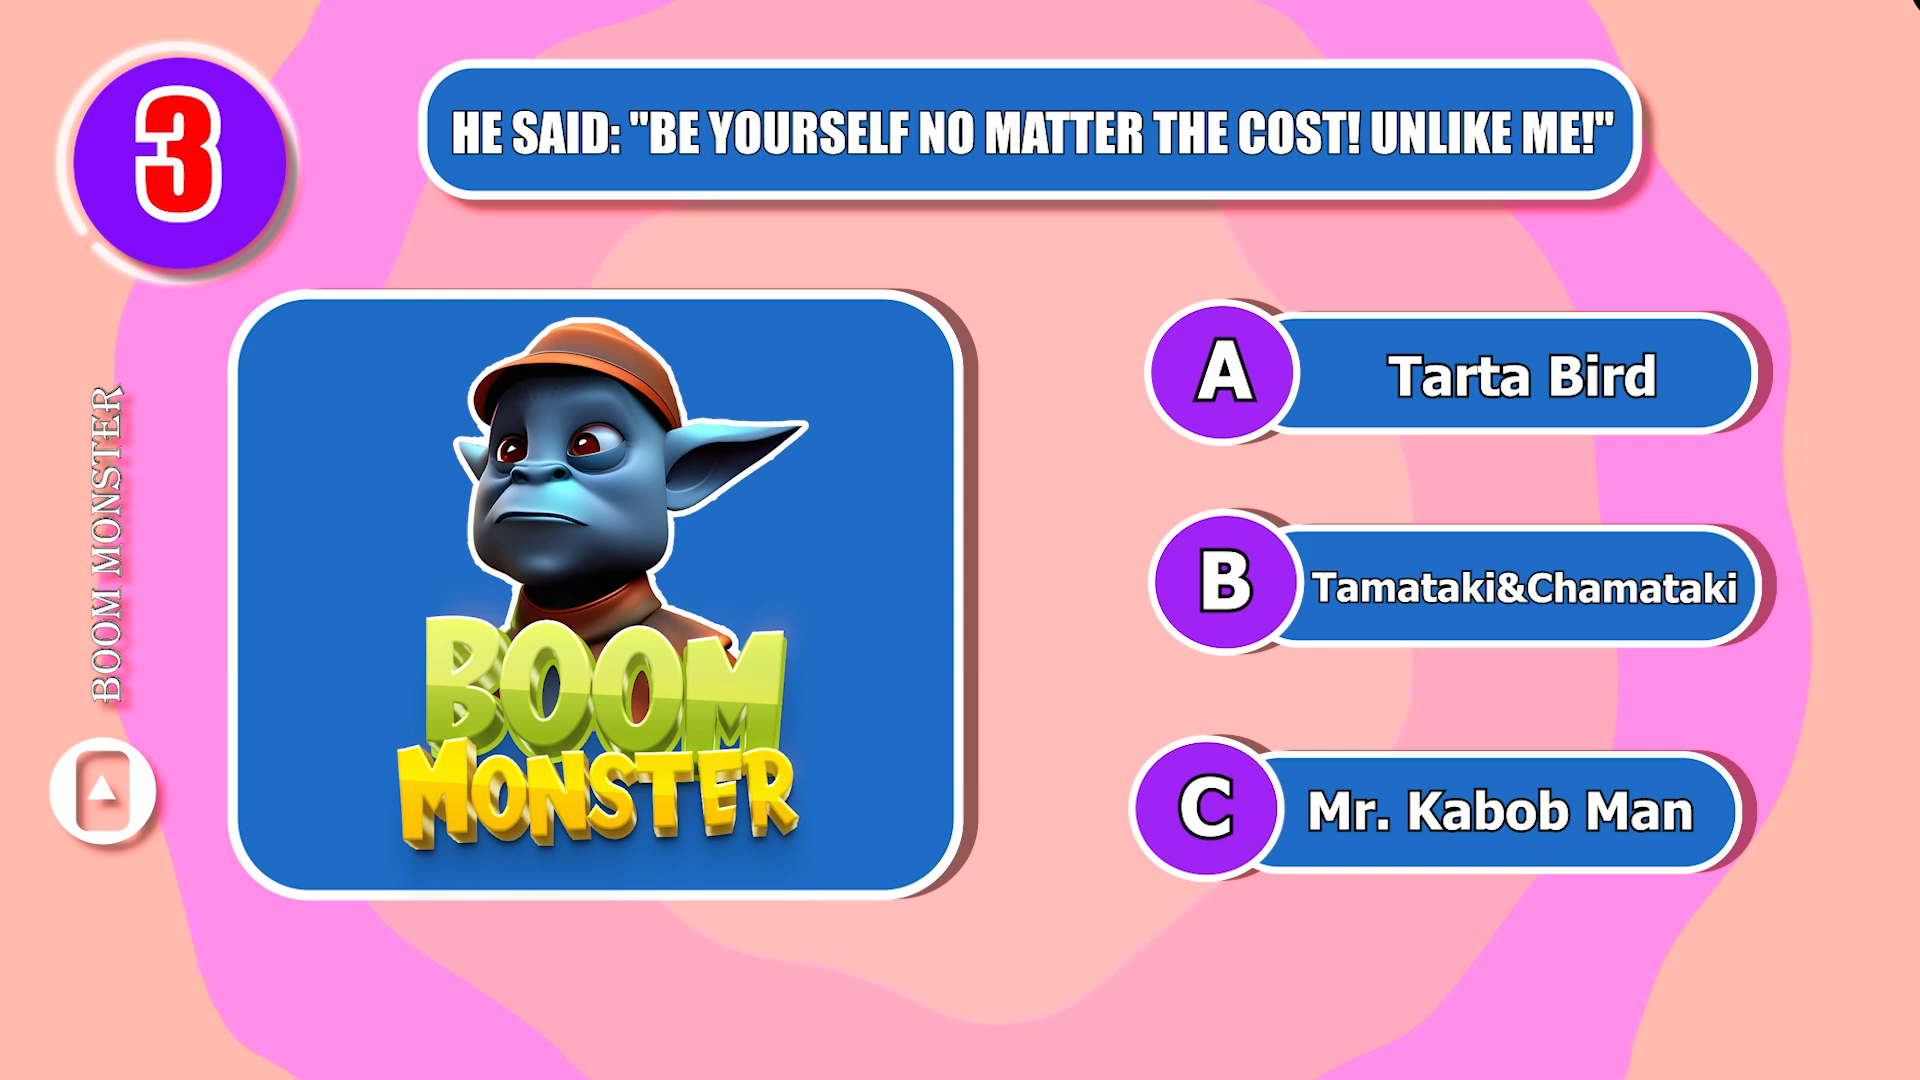 3
HE SAID: "BE YOURSELF NO MATTER THE COST! UNLIKE ME!"
BOOM MONSTER
BOOM
MONSTER
A Tarta Bird
B Tamataki&Chamataki
C Mr. Kabob Man